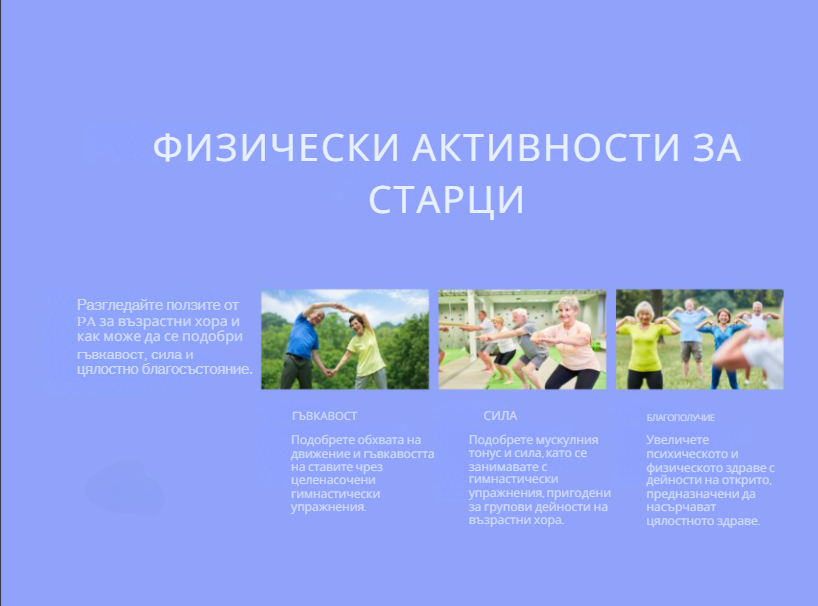 ФИЗИЧЕСКИ АКТИВНОСТИ ЗА
СТАРЦИ
Разгледайте ползите от
PA за възрастни хора и
как може да се подобри
гъвкавост, сила и
цялостно благосъстояние.
ГЪВКАВОСТ
Подобрете обхвата на
движение и гъвкавостта
на ставите чрез
целенасочени
гимнастически
упражнения.
СИЛА
Подобрете мускулния
тонус и сила, като се
занимавате с
гимнастически
упражнения, пригодени
за групови дейности на
възрастни хора.
БЛАГОПОЛУЧИЕ
Увеличете
психическото и
физическото здраве с
дейности на открито,
предназначени да
насърчават
цялостното здраве.